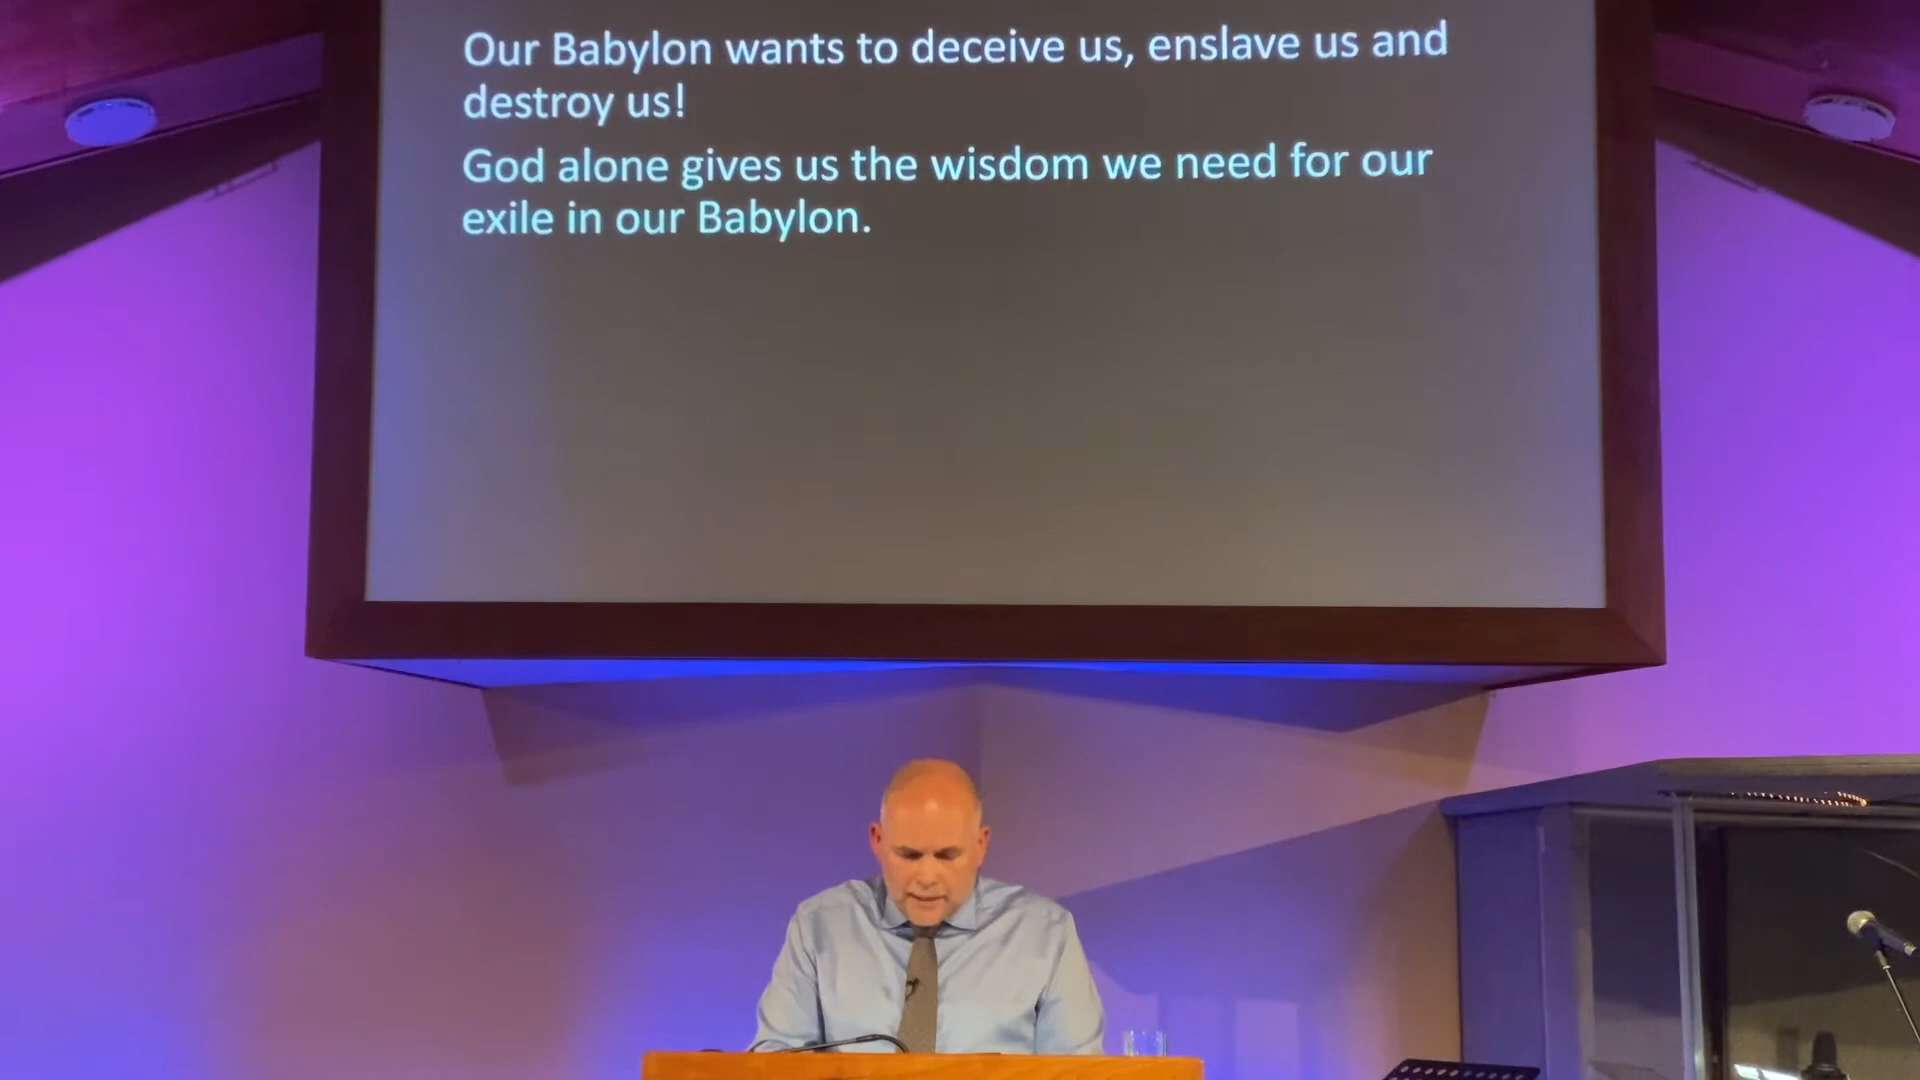 Our Babylon wants to deceive us, enslave us and
destroy us!
God alone gives us the wisdom we need for our
exile in our Babylon.